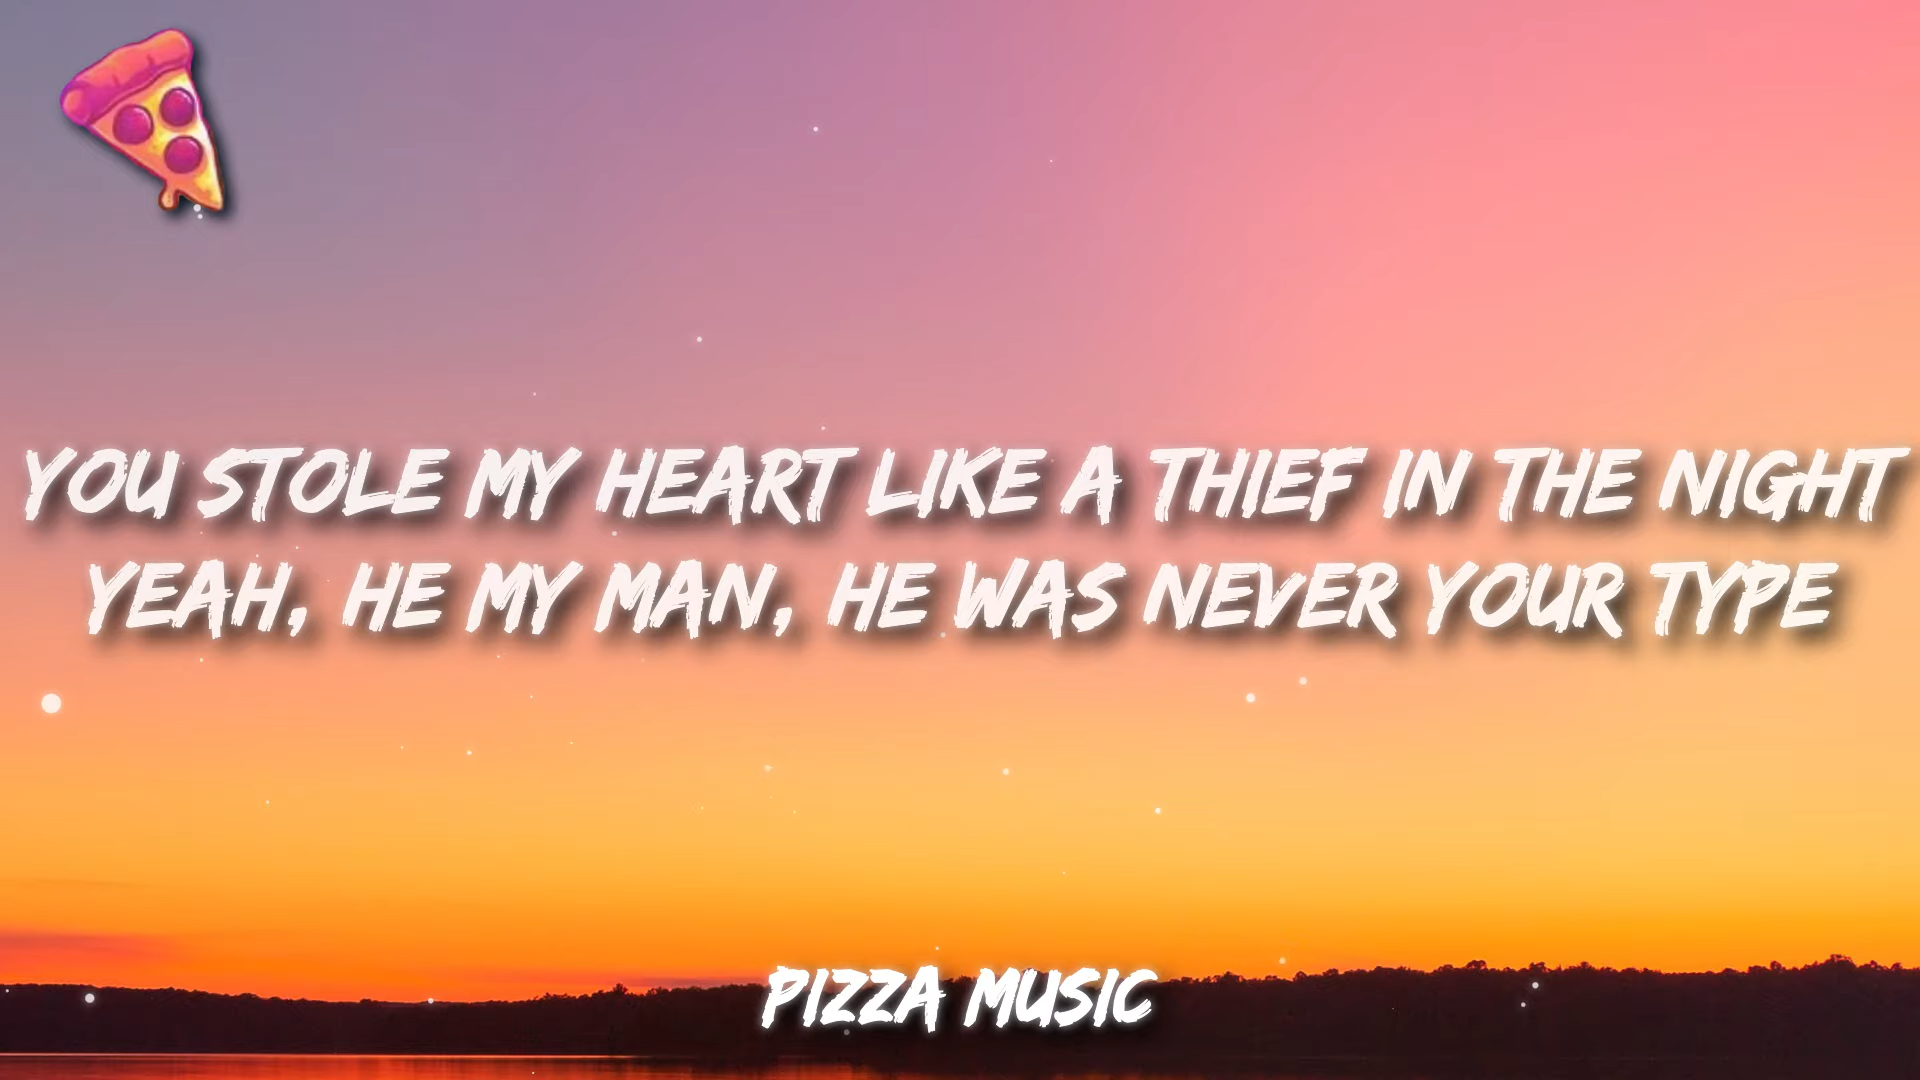 YOU STOLE MY HEART LIKE A THIEF IN THE NIGHT
YEAH, HE MY MAN, HE WAS NEVER YOUR TYPE
PIZZA MUSIC